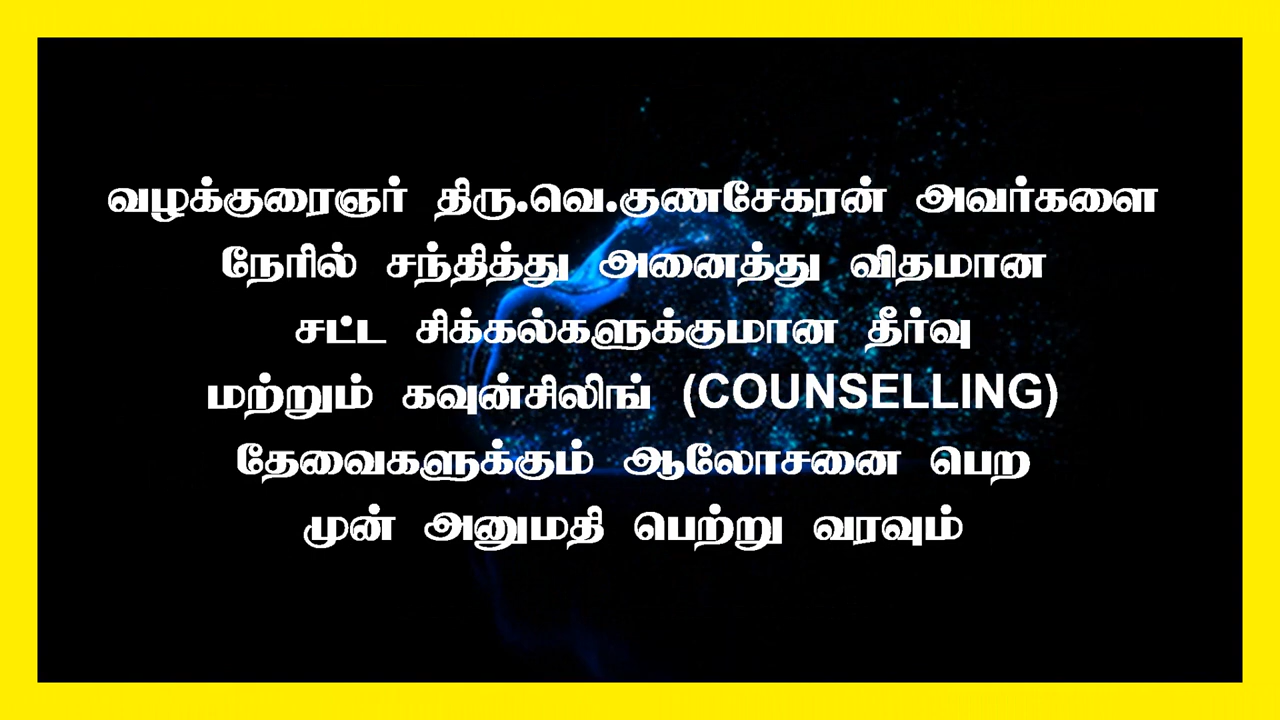 வழக்குரைஞர் திரு.வெ.குணசேகரன் அவர்களை
நேரில் சந்தித்து அனைத்து விதமான
சட்ட சிக்கல்களுக்குமான தீர்வு
மற்றும் கவுன்சிலிங் (COUNSELLING)
தேவைகளுக்கும் ஆலோசனை பெற
முன் அனுமதி பெற்று வரவும்